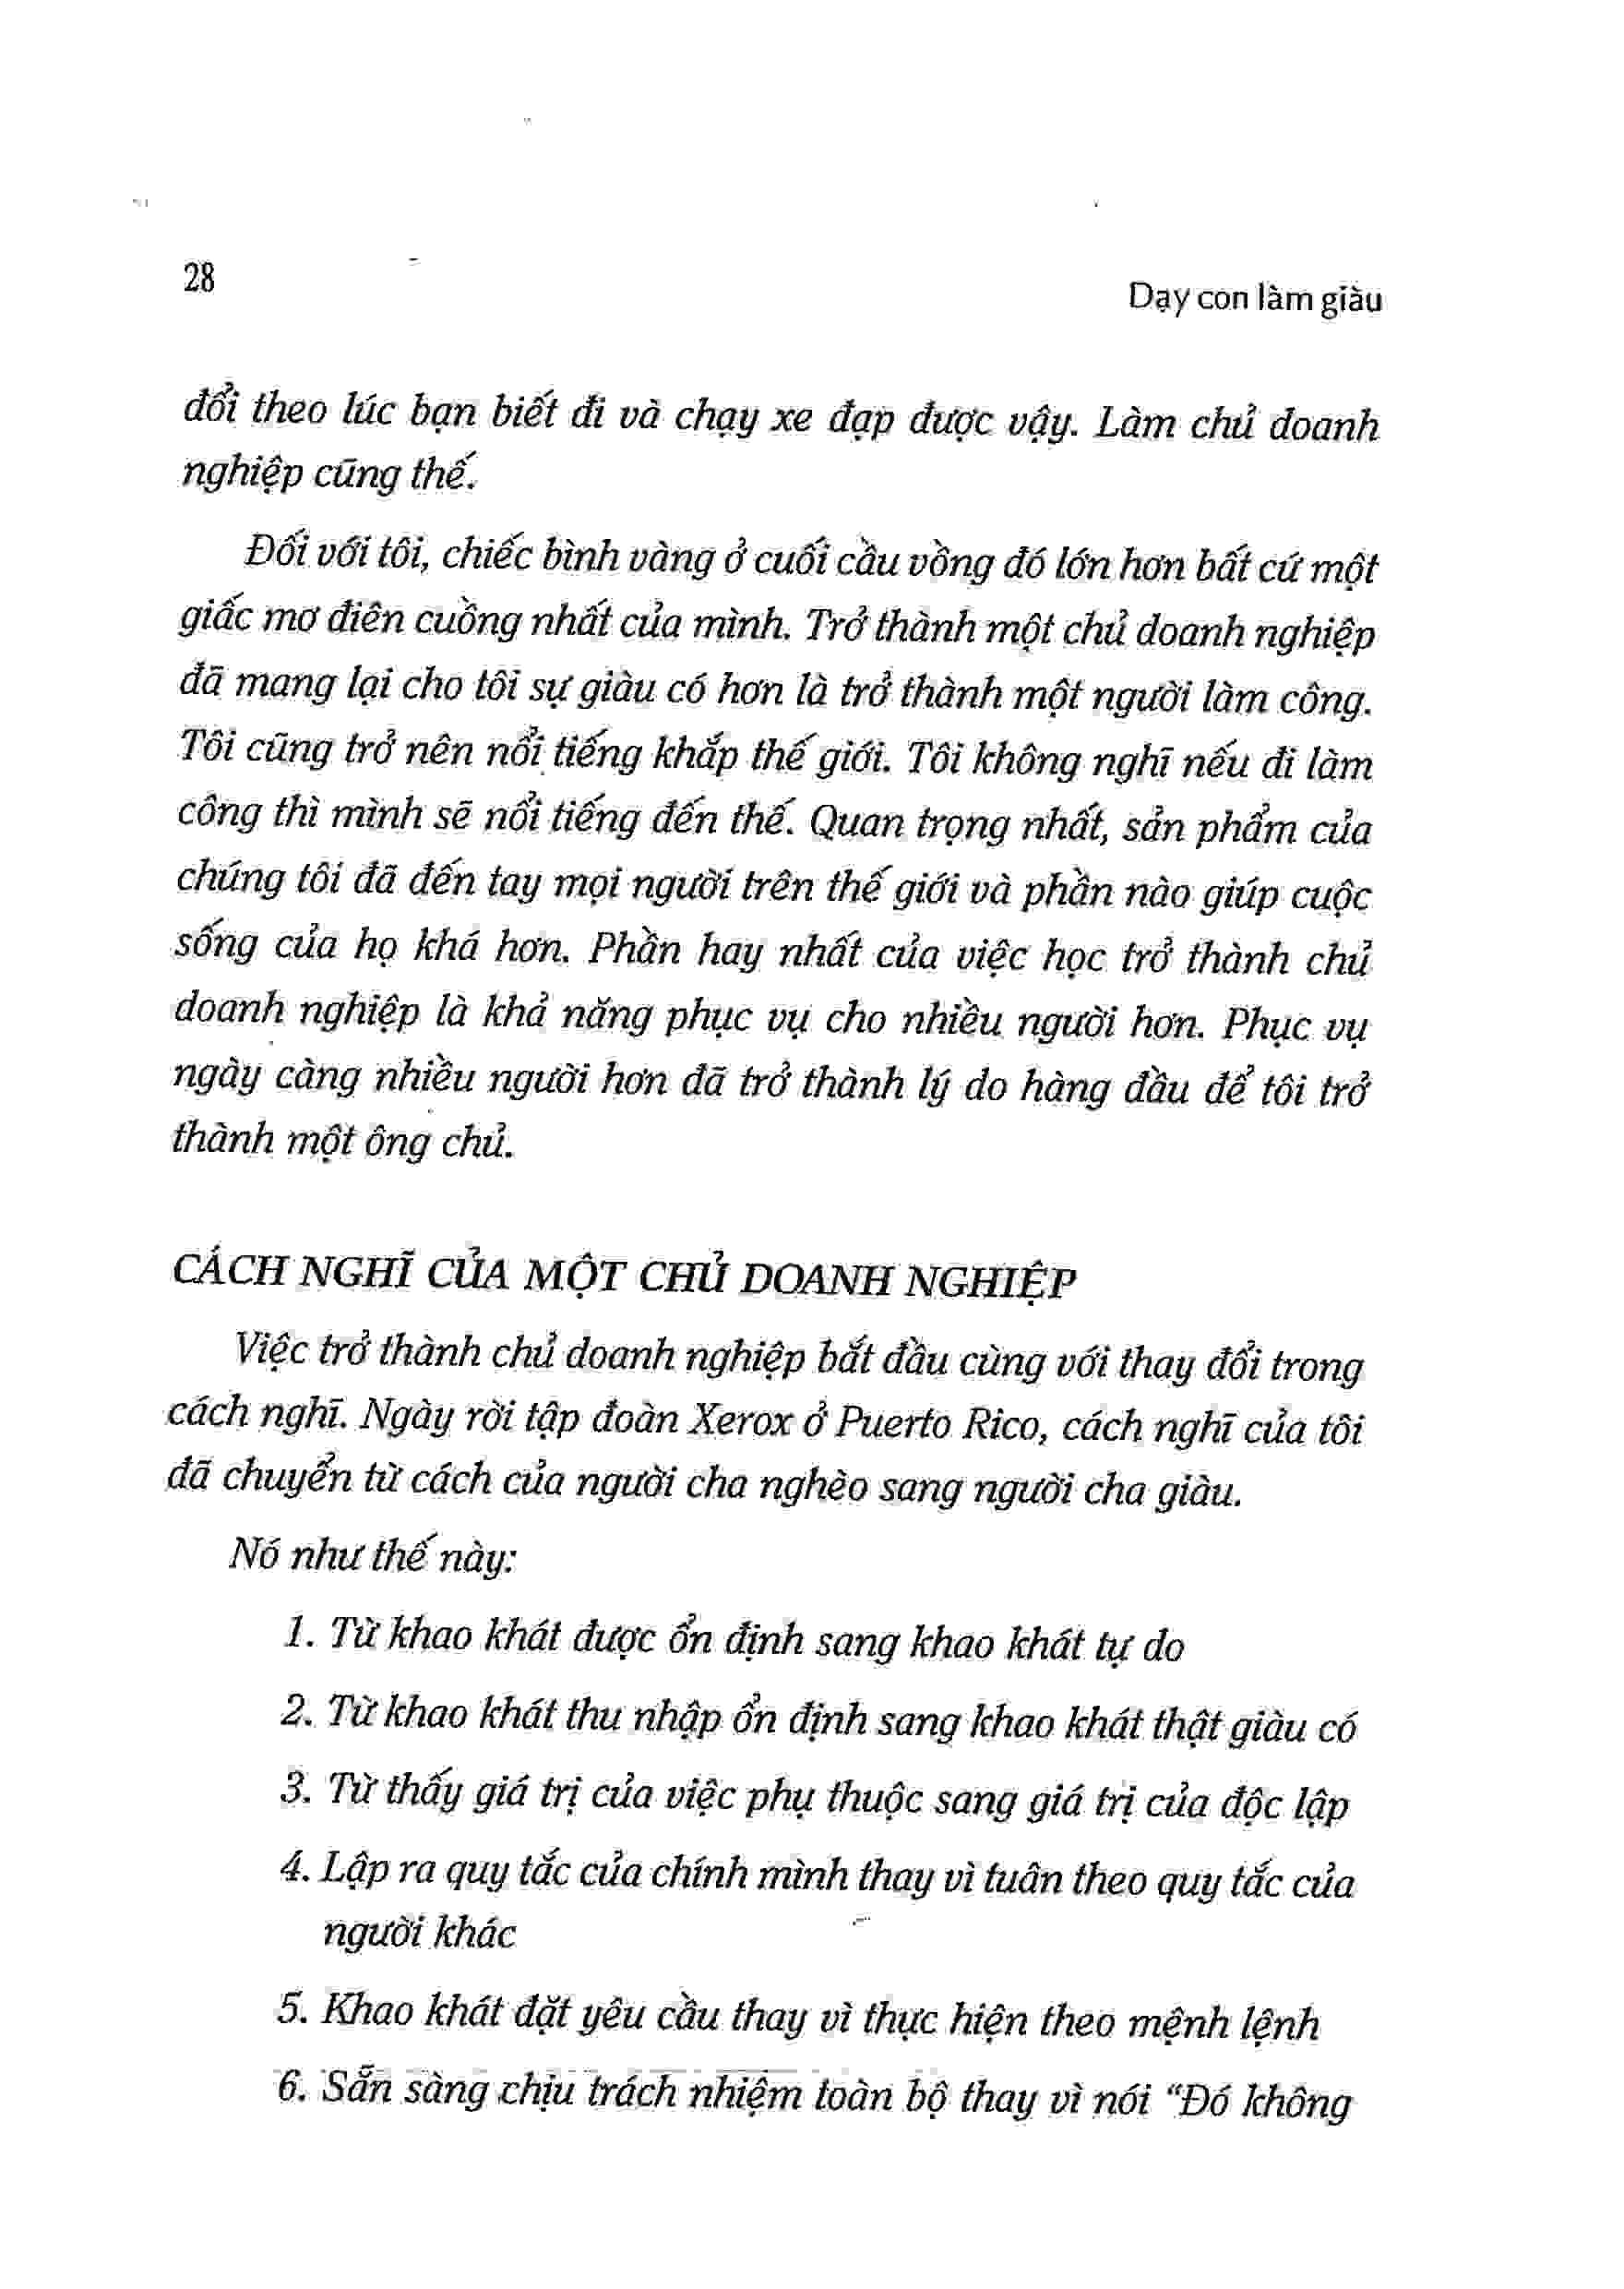 28
Dạy con làm giàu
đổi theo lúc bạn biết đi và chạy xe đạp được vậy. Làm chủ doanh
nghiệp cũng thế.
Đối với tôi, chiếc bình vàng ở cuối cầu vồng đó lớn hơn bất cứ một
giấc mơ điên cuồng nhất của mình. Trở thành một chủ doanh nghiệp
đã mang lại cho tôi sự giàu có hơn là trở thành một người làm công.
Tôi cũng trở nên nổi tiếng khắp thế giới. Tôi không nghĩ nếu đi làm
công thì mình sẽ nổi tiếng đến thế. Quan trọng nhất, sản phẩm của
chúng tôi đã đến tay mọi người trên thế giới và phần nào giúp cuộc
sống của họ khá hơn. Phần hay nhất của việc học trở thành chủ
doanh nghiệp là khả năng phục vụ cho nhiều người hơn. Phục vụ
ngày càng nhiều người hơn đã trở thành lý do hàng đầu để tôi trở
thành một ông chủ.
CÁCH NGHĨ CỦA MỘT CHỦ DOANH NGHIỆP
Việc trở thành chủ doanh nghiệp bắt đầu cùng với thay đổi trong
cách nghĩ. Ngày rời tập đoàn Xerox ở Puerto Rico, cách nghĩ của tôi
đã chuyển từ cách của người cha nghèo sang người cha giàu.
Nó như thế này:
1. Từ khao khát được ổn định sang khao khát tự do
2. Từ khao khát thu nhập ổn định sang khao khát thật giàu có
3. Từ thấy giá trị của việc phụ thuộc sang giá trị của độc lập
4. Lập ra quy tắc của chính mình thay vì tuân theo quy tắc của
người khác
5. Khao khát đặt yêu cầu thay vì thực hiện theo mệnh lệnh
6. Sẵn sàng chịu trách nhiệm toàn bộ thay vì nói “Đó không